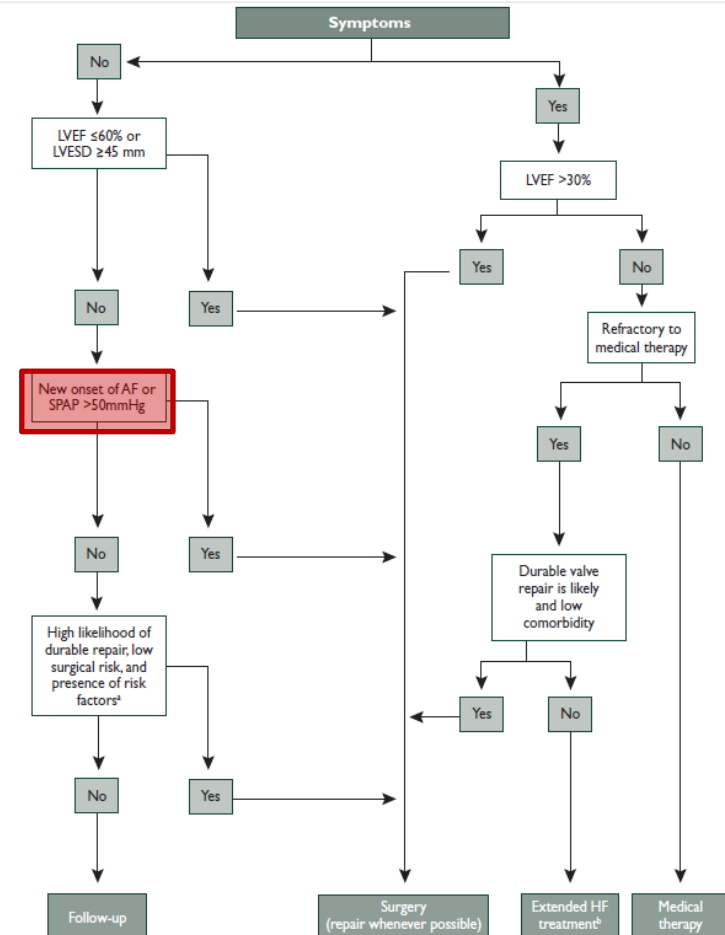 Symptoms
No
Yes
LVEF ≤60% or
LVESD ≥45 mm
LVEF >30%
Yes
No
No
Yes
Refractory to
medical therapy
New onset of AF or
SPAP >50mmHg
Yes
No
No
Yes
Durable valve
repair is likely
and low
comorbidity
High likelihood of
durable repair, low
surgical risk, and
presence of risk
factorsᵃ
Yes
No
No
Yes
Follow-up
Surgery
(repair whenever possible)
Extended HF
treatmentᵇ
Medical
therapy